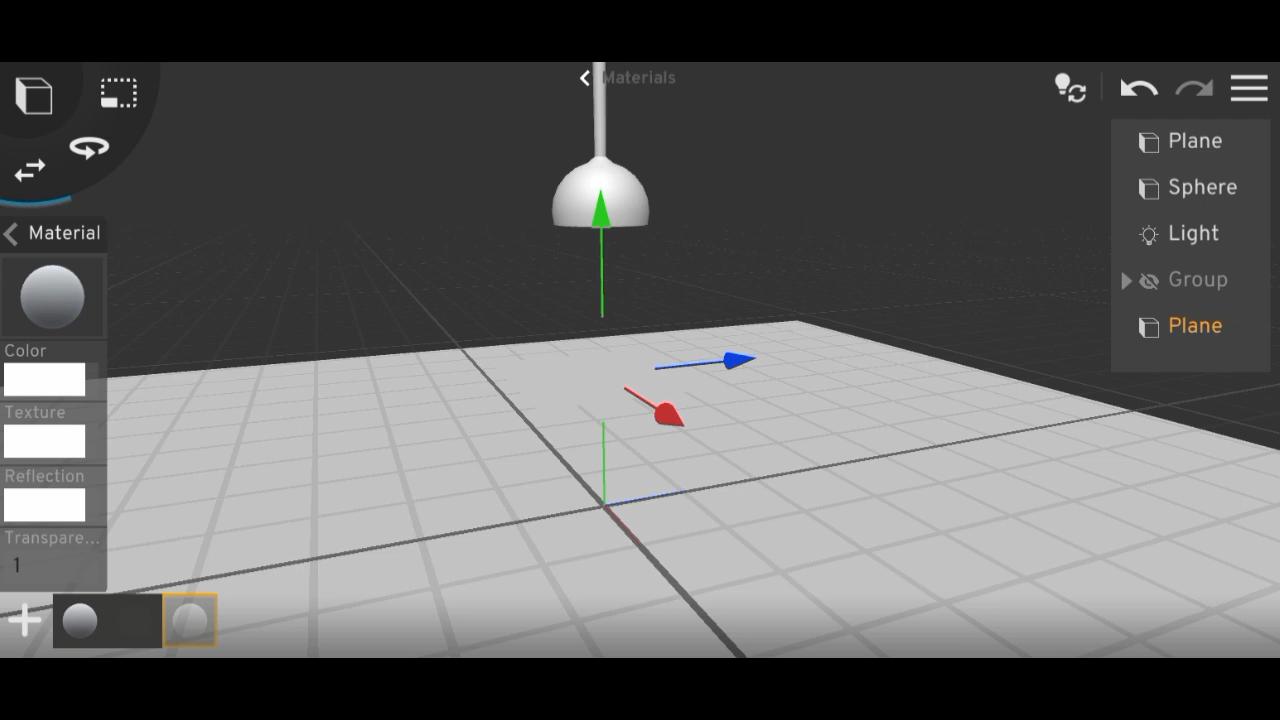 Materials
Plane
Sphere
Light
Group
Plane
Material
Color
Texture
Reflection
Transpare...
1